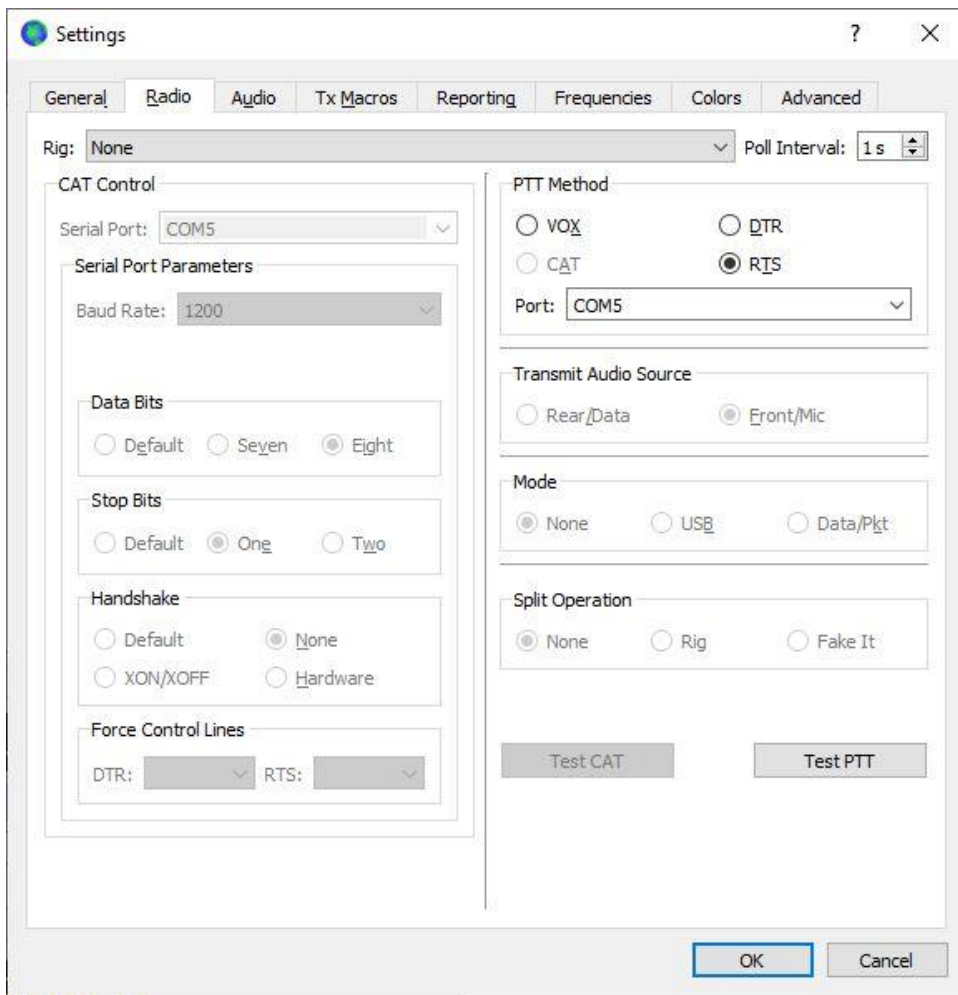 Settings
?
General Radio Audio Tx Macros Reporting Frequencies Colors Advanced
Rig: None Poll Interval: 1 s
CAT Control
Serial Port: COM5
Serial Port Parameters
Baud Rate: 1200
Data Bits
Default Seven Eight
Stop Bits
Default One Two
Handshake
Default None
XON/XOFF Hardware
Force Control Lines
DTR: RTS:
PTT Method
VOX DTR
CAT RTS
Port: COM5
Transmit Audio Source
Rear/Data Front/Mic
Mode
None USB Data/Pkt
Split Operation
None Rig Fake It
Test CAT Test PTT
OK Cancel